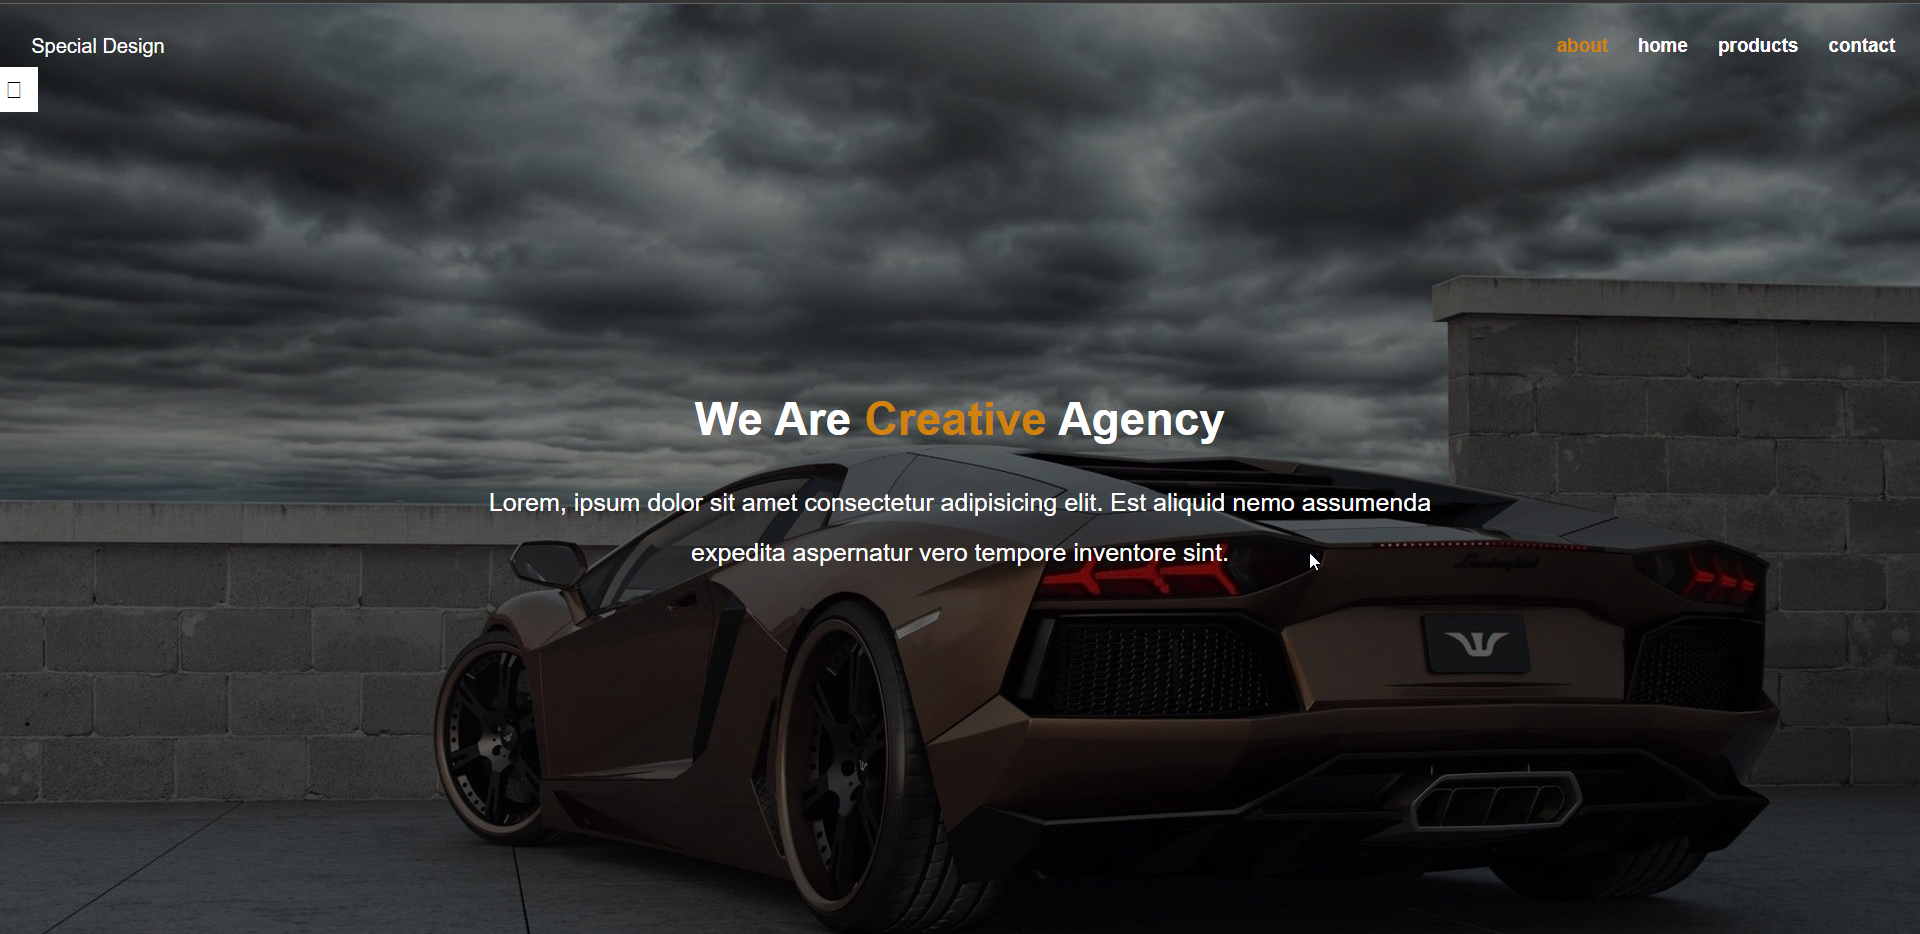 Special Design
about home products contact
We Are Creative Agency
Lorem, ipsum dolor sit amet consectetur adipisicing elit. Est aliquid nemo assumenda
expedita aspernatur vero tempore inventore sint.
Lamborghini